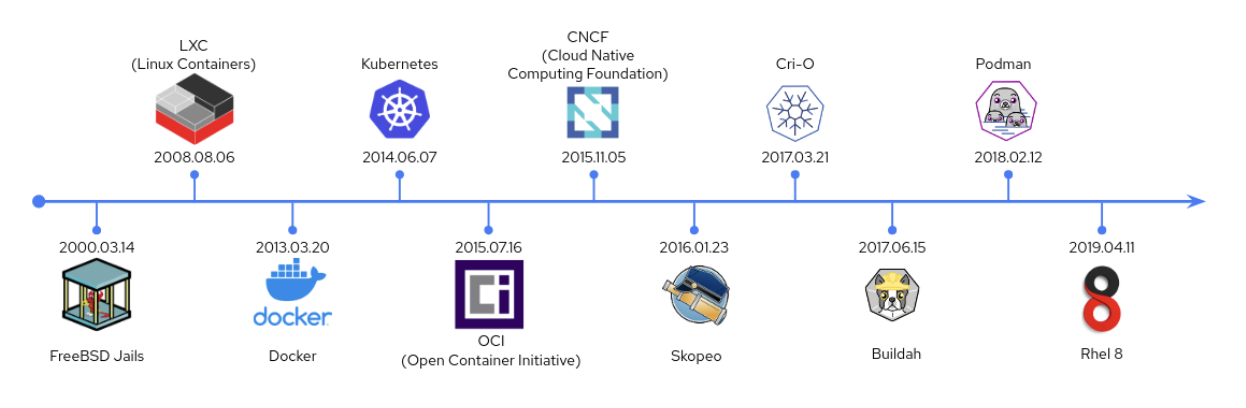 LXC
(Linux Containers)
2008.08.06
Kubernetes
2014.06.07
CNCF
(Cloud Native
Computing Foundation)
2015.11.05
Cri-O
2017.03.21
Podman
2018.02.12
2000.03.14
FreeBSD Jails
2013.03.20
docker
Docker
2015.07.16
Ci
OCI
(Open Container Initiative)
2016.01.23
Skopeo
2017.06.15
Buildah
2019.04.11
8
Rhel 8